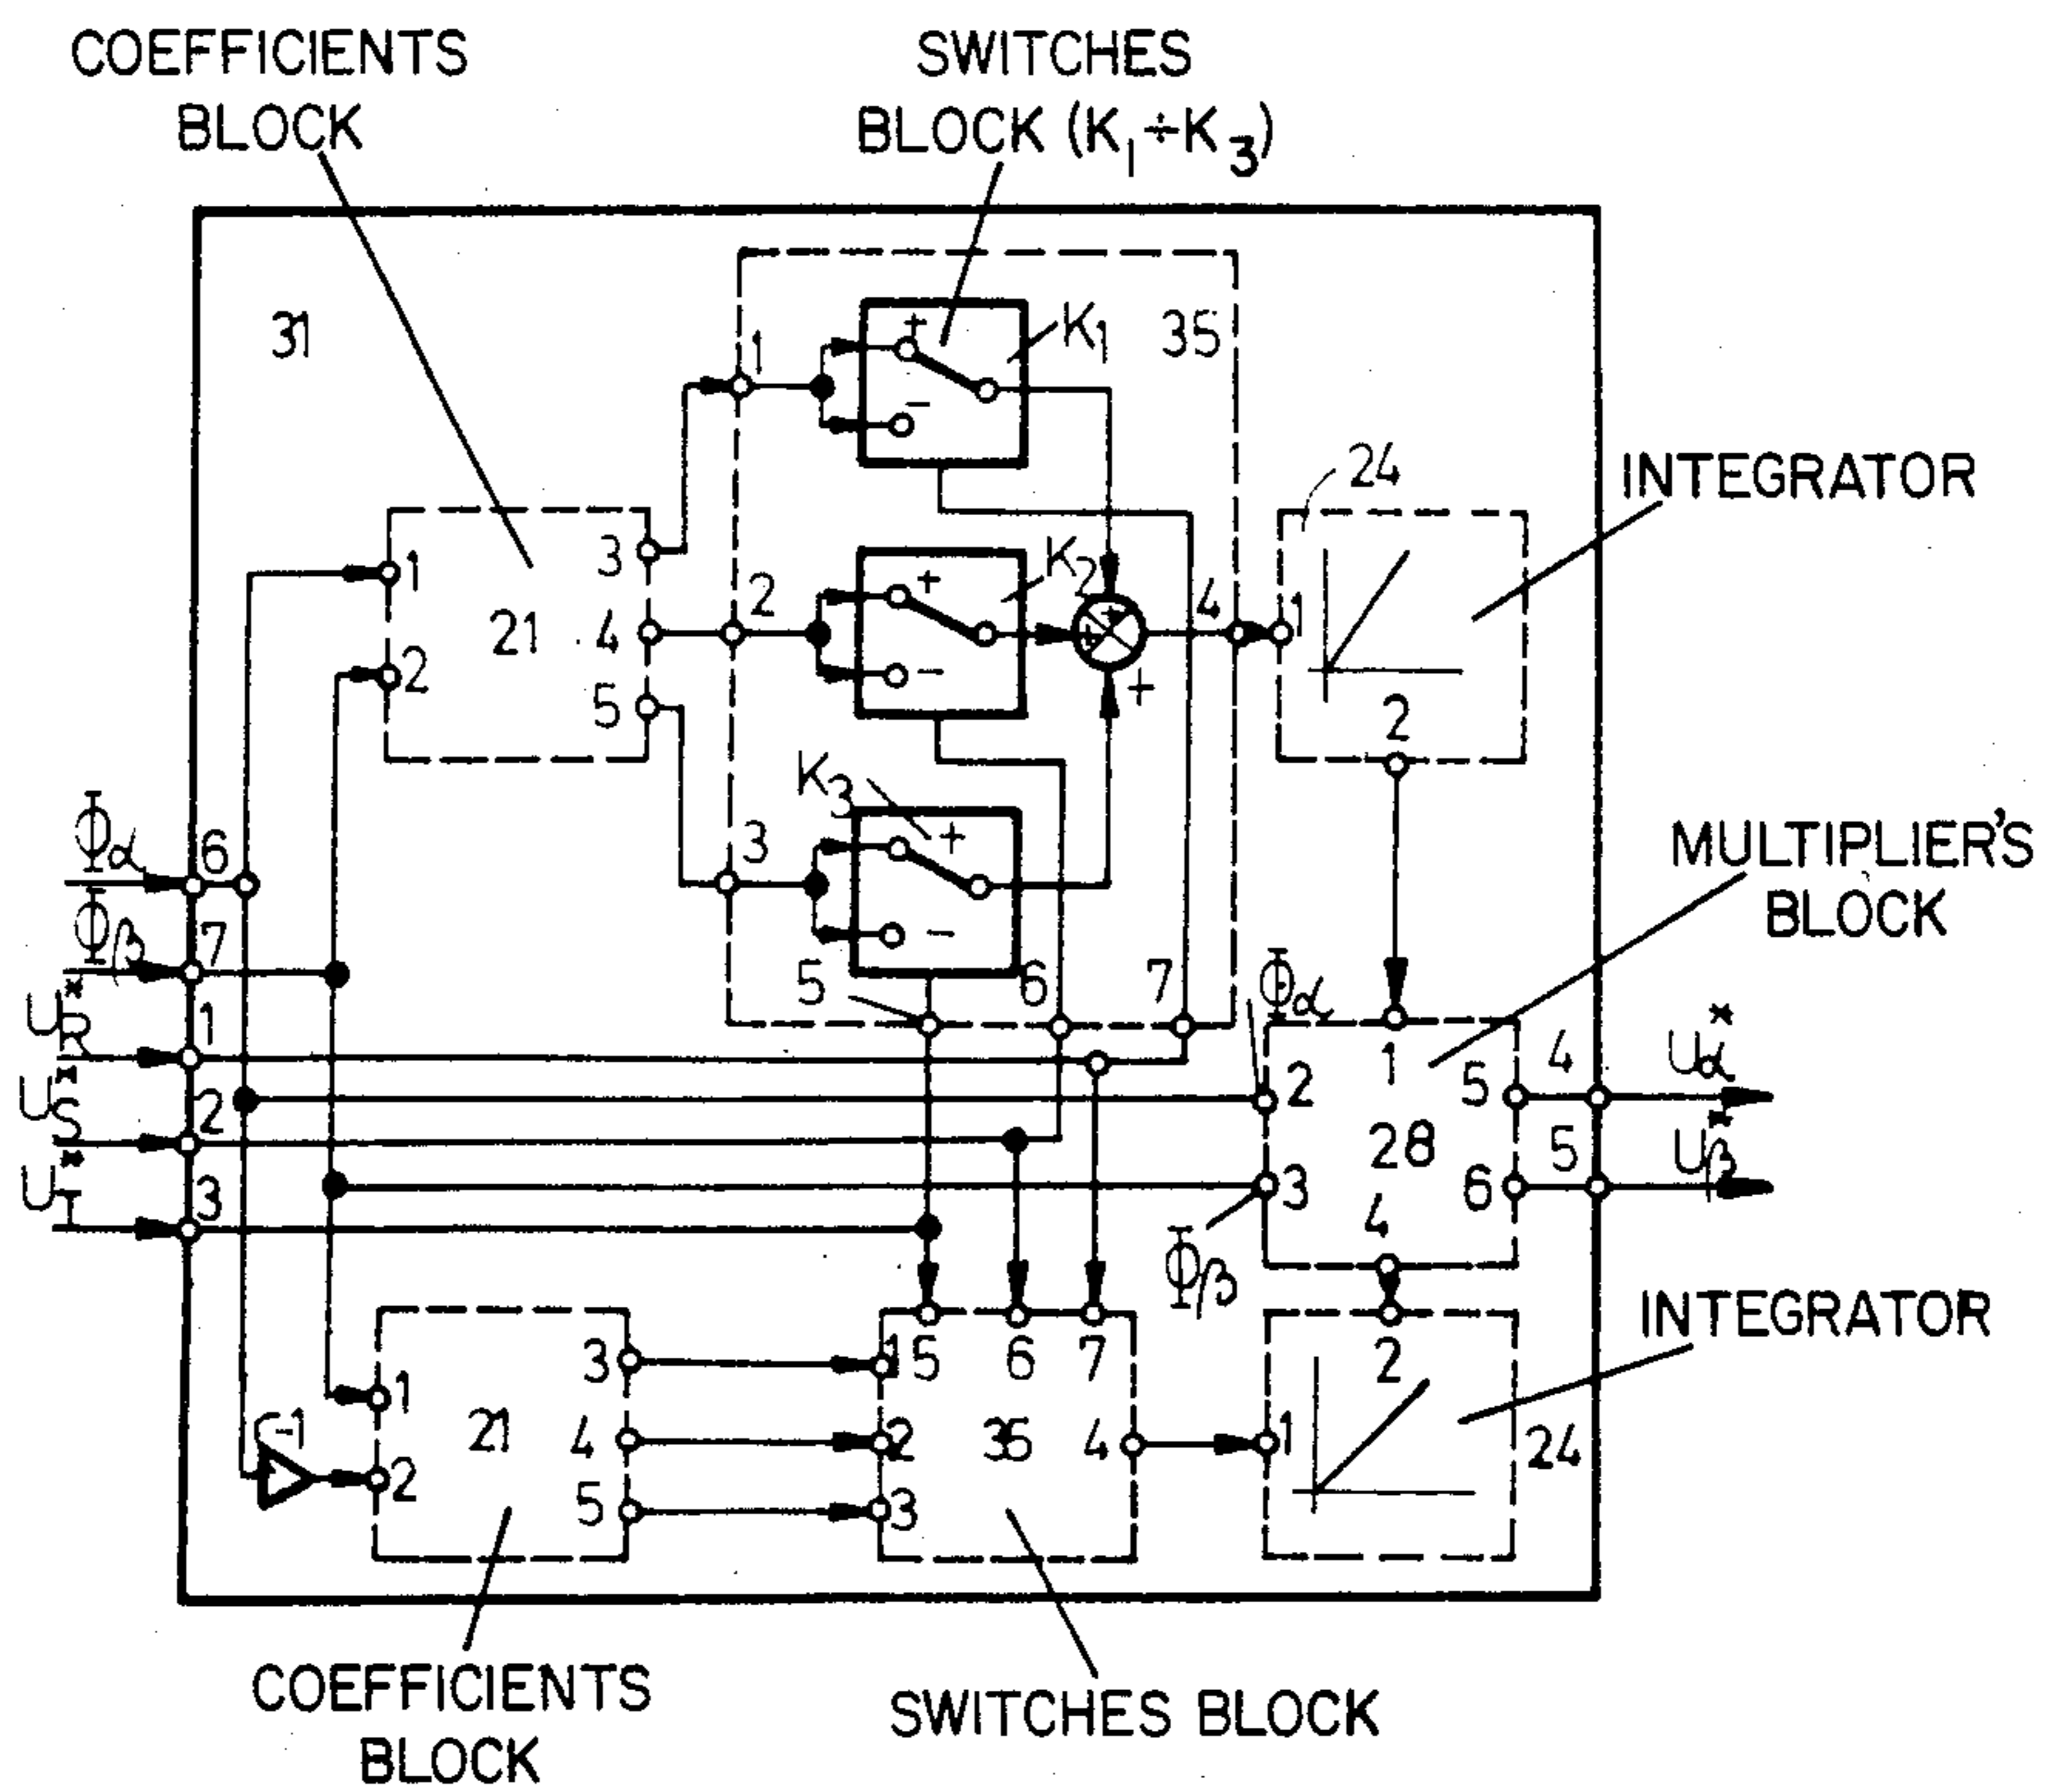 COEFFICIENTS
BLOCK
SWITCHES
BLOCK (K1÷K3)
31
35
1
+
-
K1
24
INTEGRATOR
3
1
21
4
2
5
2
+
-
K2
+
+
+
4
1
2
K3
3
+
-
5
6
7
MULTIPLIER'S
BLOCK
Φα
6
Φβ
7
U*R
1
U*S
2
U*T
3
Φα
2
1
5
4
U*α
28
3
6
5
U*β
4
Φβ
INTEGRATOR
-1
1
2
21
3
4
5
1
2
3
5
6
7
35
4
1
2
24
COEFFICIENTS
BLOCK
SWITCHES BLOCK